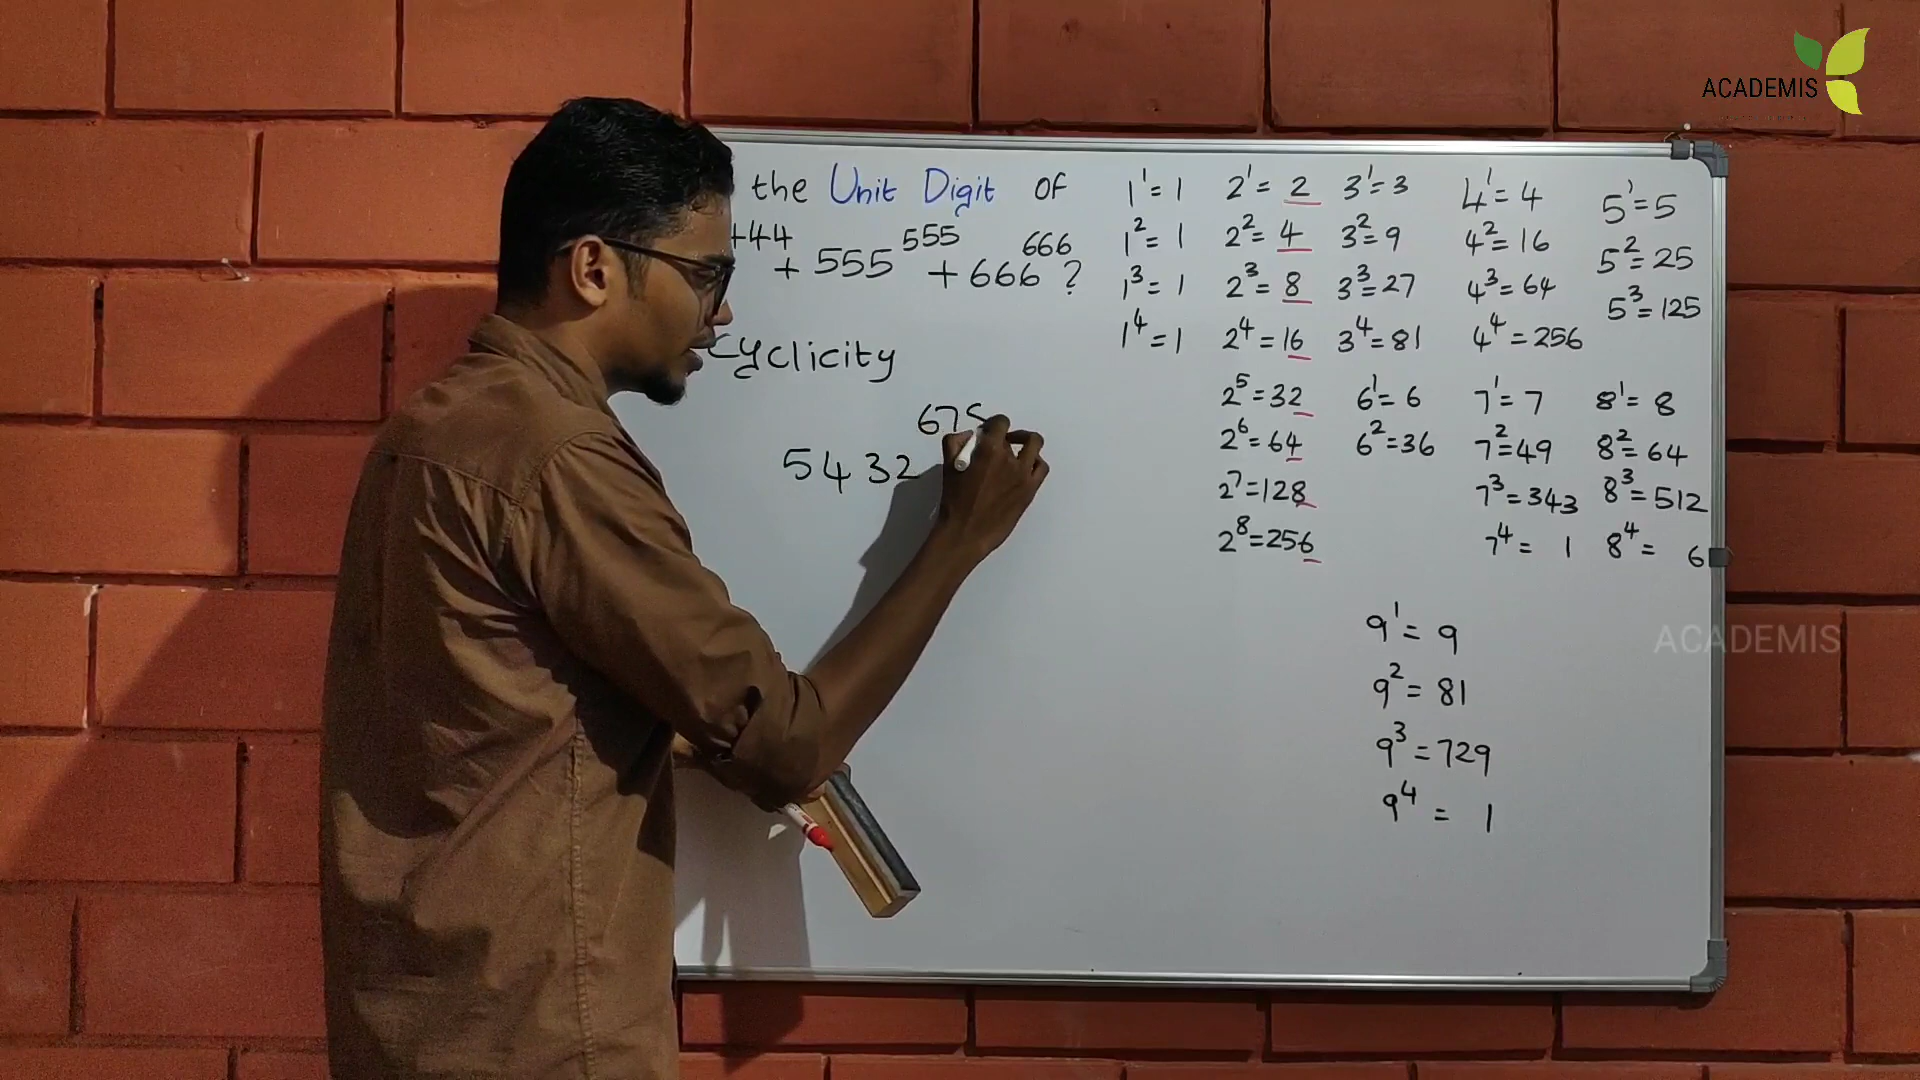 ACADEMIS
the Unit Digit of
44 + 555^555 + 666^666 ?
Cyclicity
5432^675
1^1 = 1
1^2 = 1
1^3 = 1
1^4 = 1
2^1 = 2
2^2 = 4
2^3 = 8
2^4 = 16
2^5 = 32
2^6 = 64
2^7 = 128
2^8 = 256
3^1 = 3
3^2 = 9
3^3 = 27
3^4 = 81
4^1 = 4
4^2 = 16
4^3 = 64
4^4 = 256
5^1 = 5
5^2 = 25
5^3 = 125
6^1 = 6
6^2 = 36
7^1 = 7
7^2 = 49
7^3 = 343
7^4 = 1
8^1 = 8
8^2 = 64
8^3 = 512
8^4 = 6
9^1 = 9
9^2 = 81
9^3 = 729
9^4 = 1
ACADEMIS